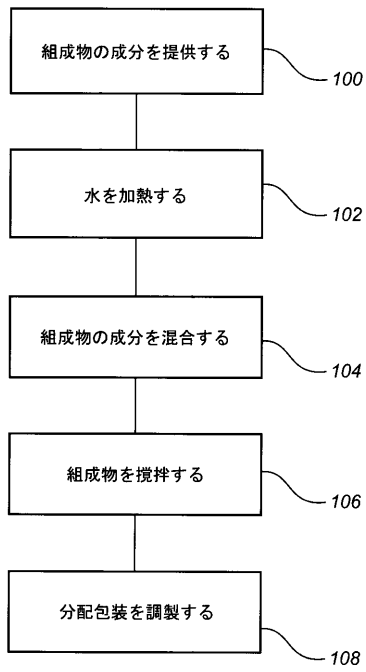 組成物の成分を提供する
100
水を加熱する
102
組成物の成分を混合する
104
組成物を撹拌する
106
分配包装を調製する
108